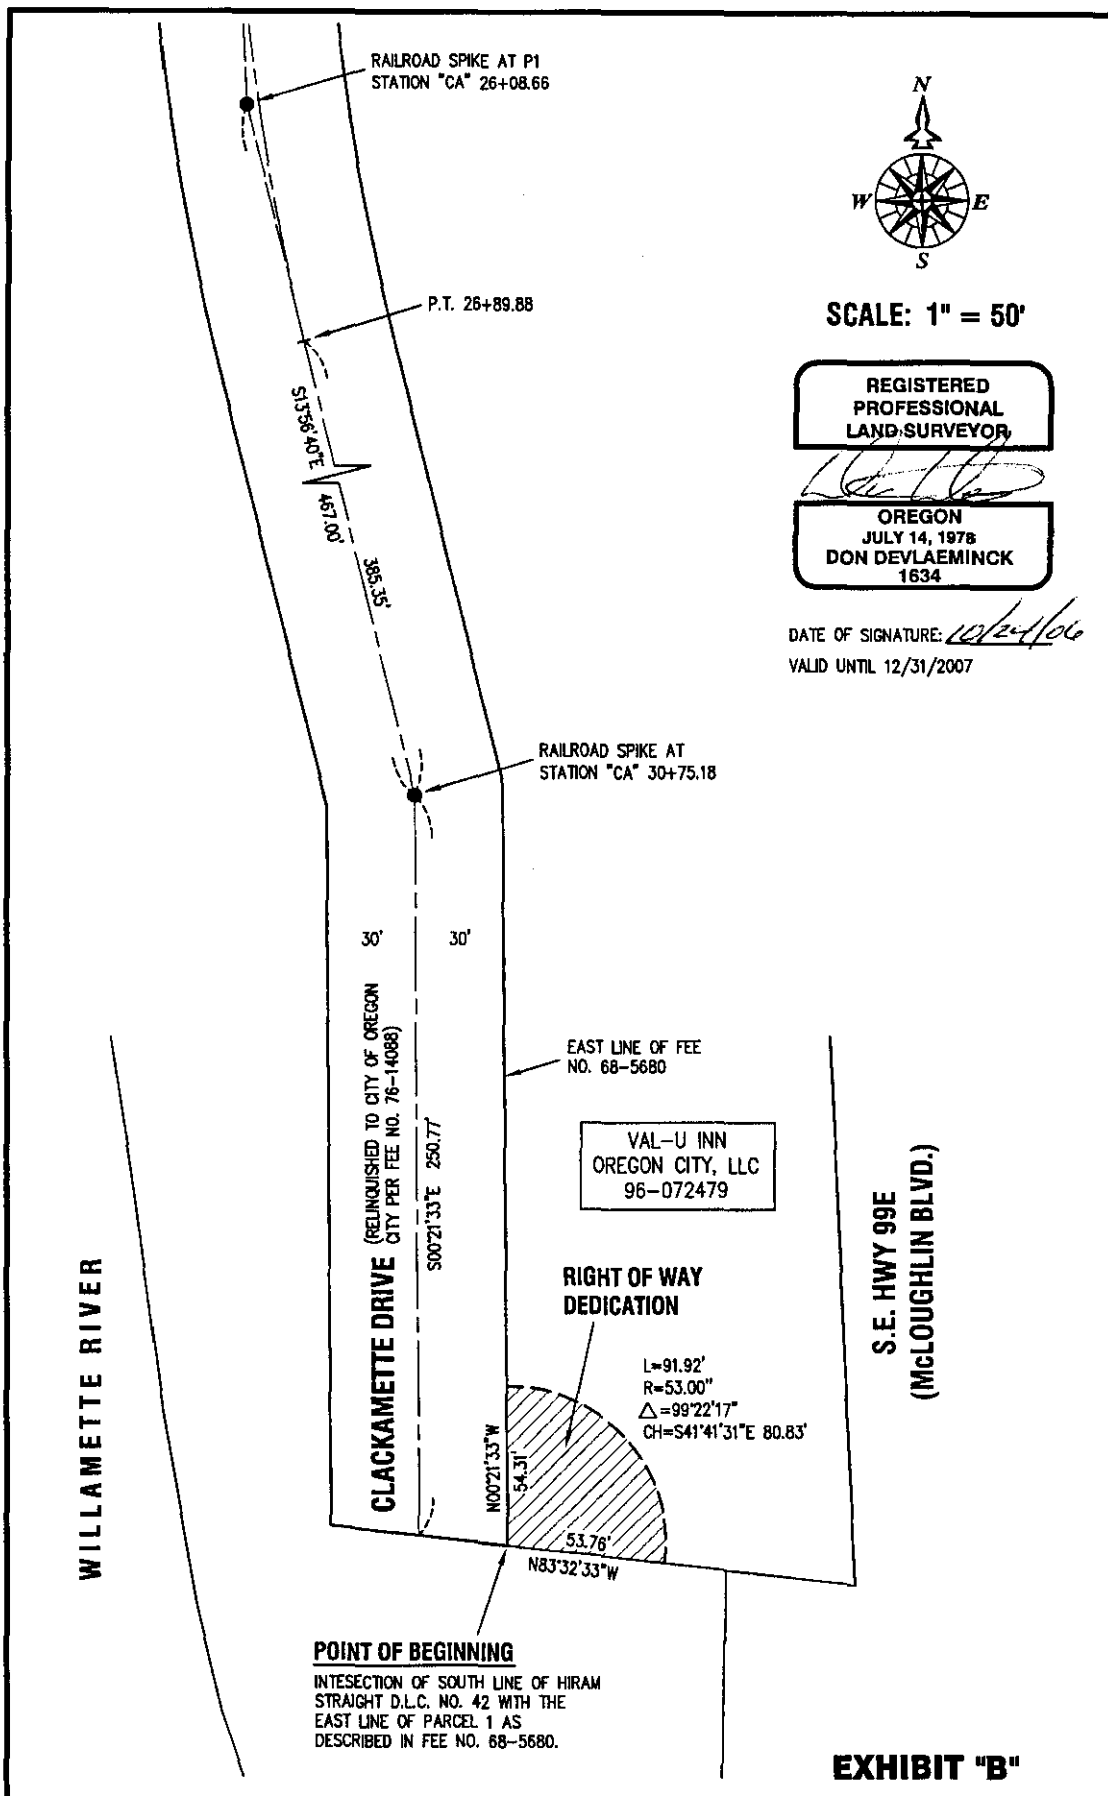 RAILROAD SPIKE AT P1
STATION "CA" 26+08.66
N
W
E
S
P.T. 26+89.88
SCALE: 1" = 50'
REGISTERED
PROFESSIONAL
LAND SURVEYOR
OREGON
JULY 14, 1978
DON DEVLAEMINCK
1634
DATE OF SIGNATURE: 10/24/06
VALID UNTIL 12/31/2007
S13°56'40"E
467.00'
385.35'
RAILROAD SPIKE AT
STATION "CA" 30+75.18
30'
30'
EAST LINE OF FEE
NO. 68-5680
CLACKAMETTE DRIVE
(RELINQUISHED TO CITY OF OREGON
CITY PER FEE NO. 76-14088)
S00°21'33"E 250.77'
VAL-U INN
OREGON CITY, LLC
96-072479
S.E. HWY 99E
(McLOUGHLIN BLVD.)
WILLAMETTE RIVER
RIGHT OF WAY
DEDICATION
L=91.92'
R=53.00"
△=99°22'17"
CH=S41°41'31"E 80.83'
N00°21'33"W
54.31'
53.76'
N83°32'33"W
POINT OF BEGINNING
INTESECTION OF SOUTH LINE OF HIRAM
STRAIGHT D.L.C. NO. 42 WITH THE
EAST LINE OF PARCEL 1 AS
DESCRIBED IN FEE NO. 68-5680.
EXHIBIT "B"